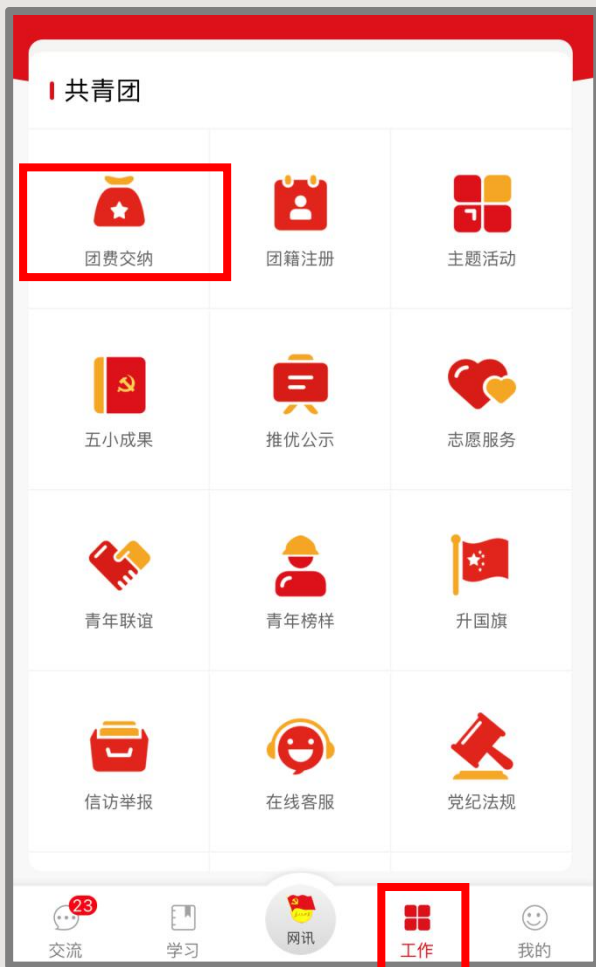 共青团
团费交纳
团籍注册
主题活动
五小成果
推优公示
志愿服务
青年联谊
青年榜样
升国旗
信访举报
在线客服
党纪法规
23
交流
学习
网讯
工作
我的